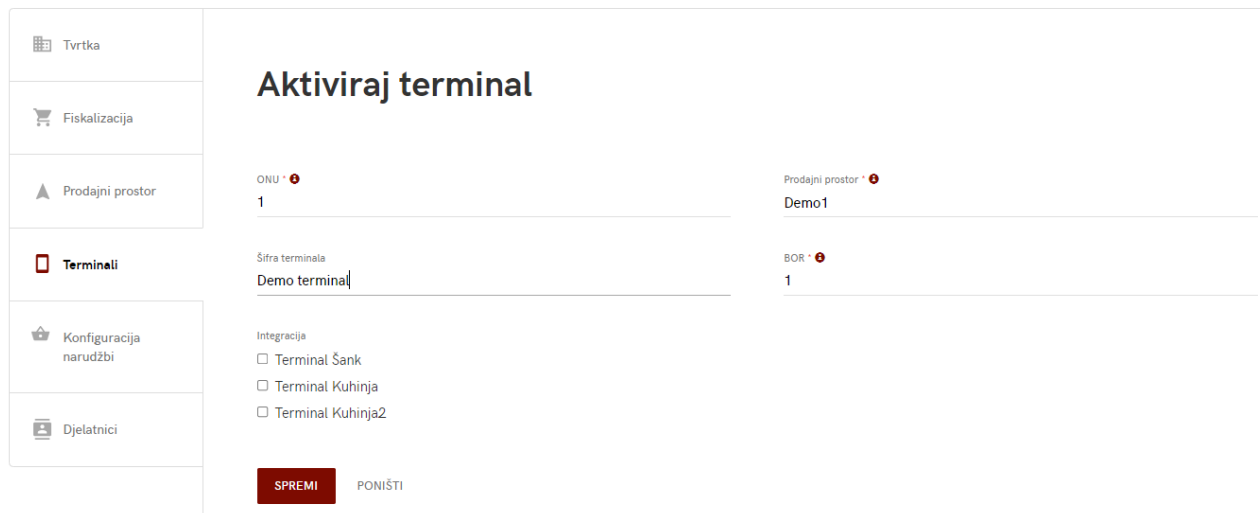 Tvrtka
Fiskalizacija
Prodajni prostor
Terminali
Konfiguracija
narudžbi
Djelatnici
Aktiviraj terminal
ONU *
1
Prodajni prostor *
Demo1
Šifra terminala
Demo terminal
BOR *
1
Integracija
Terminal Šank
Terminal Kuhinja
Terminal Kuhinja2
SPREMI PONIŠTI